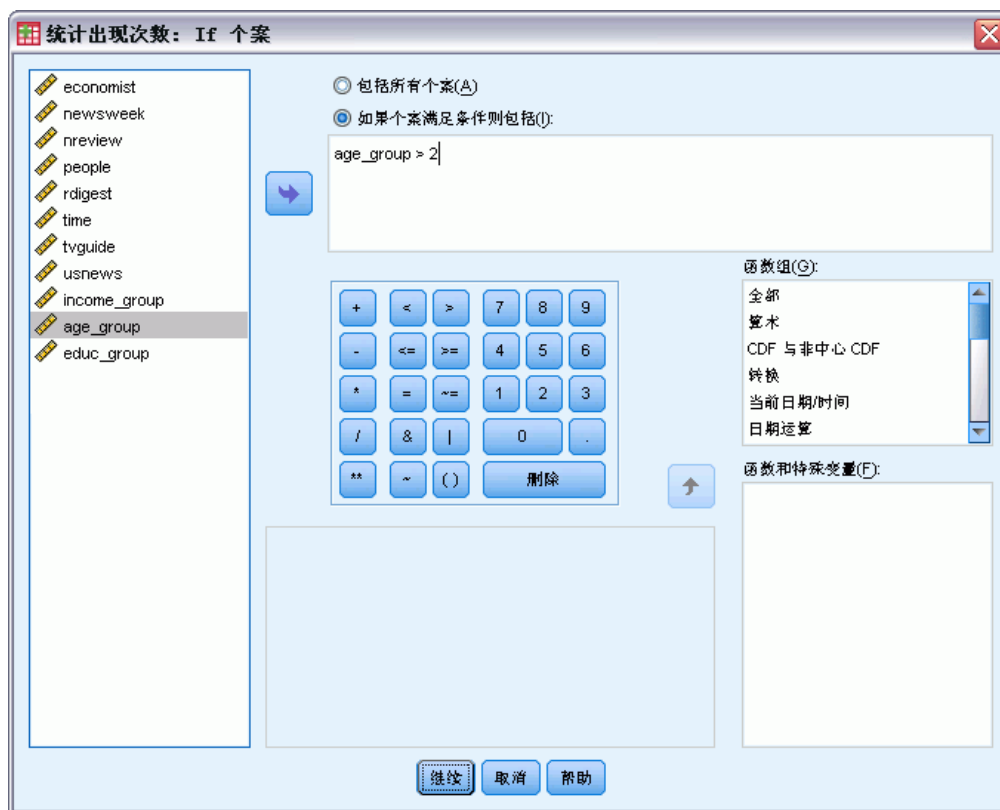 统计出现次数: If 个案
economist
newsweek
nreview
people
rdigest
time
tvguide
usnews
income_group
age_group
educ_group
包括所有个案(A)
如果个案满足条件则包括(I):
age_group > 2
+ < > 7 8 9
- <= >= 4 5 6
* = ~= 1 2 3
/ & | 0 .
** ~ () 删除
函数组(G):
全部
算术
CDF 与非中心 CDF
转换
当前日期/时间
日期运算
函数和特殊变量(F):
继续 取消 帮助